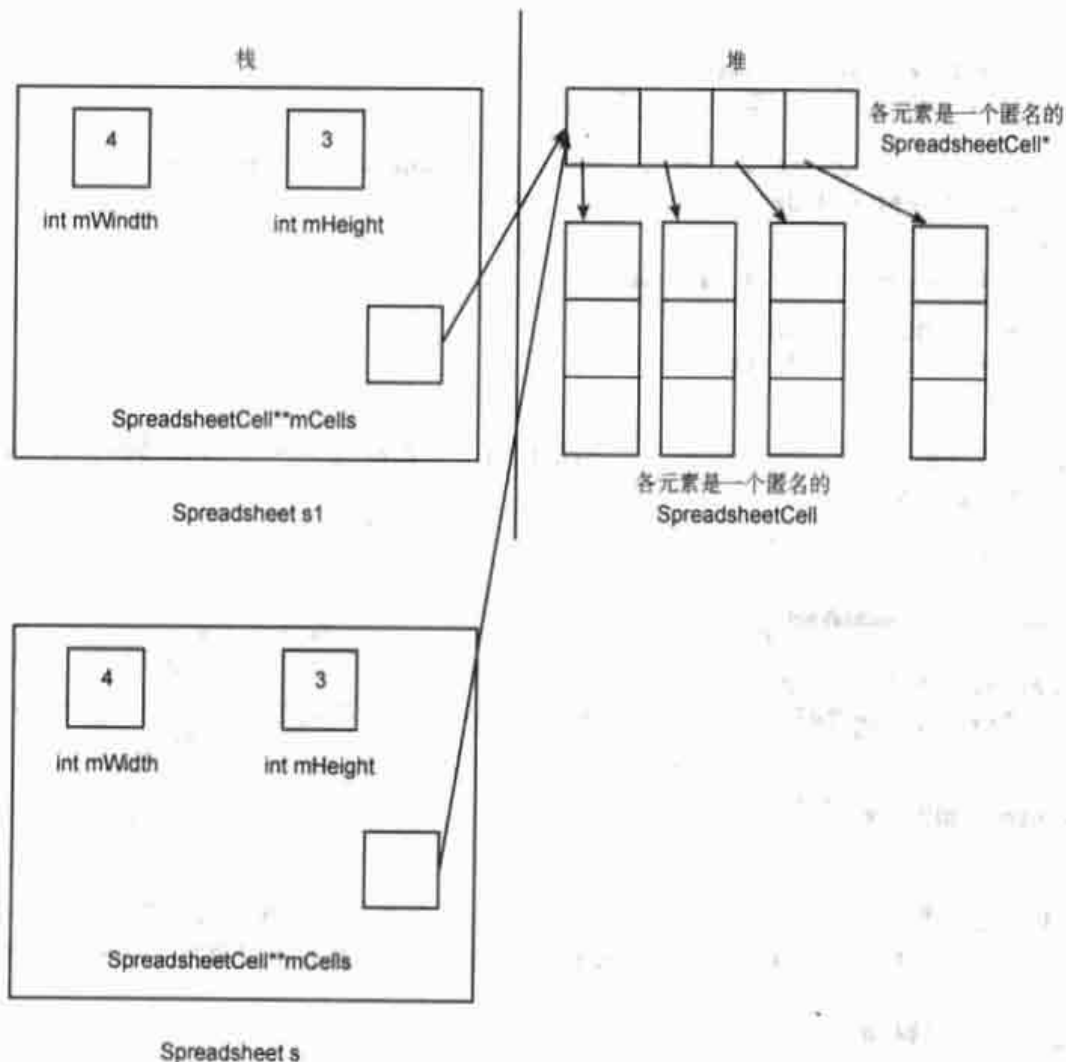 栈
堆
4
3
int mWindth
int mHeight
SpreadsheetCell**mCells
Spreadsheet s1
各元素是一个匿名的
SpreadsheetCell*
各元素是一个匿名的
SpreadsheetCell
4
3
int mWidth
int mHeight
SpreadsheetCell**mCells
Spreadsheet s